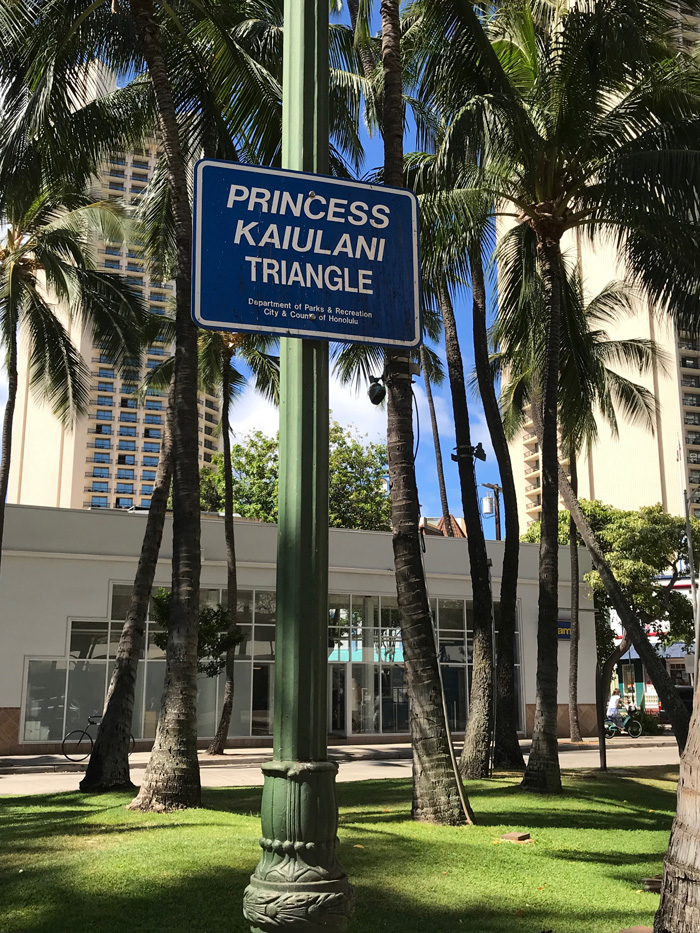 PRINCESS
KAIULANI
TRIANGLE
Department of Parks & Recreation
City & County of Honolulu